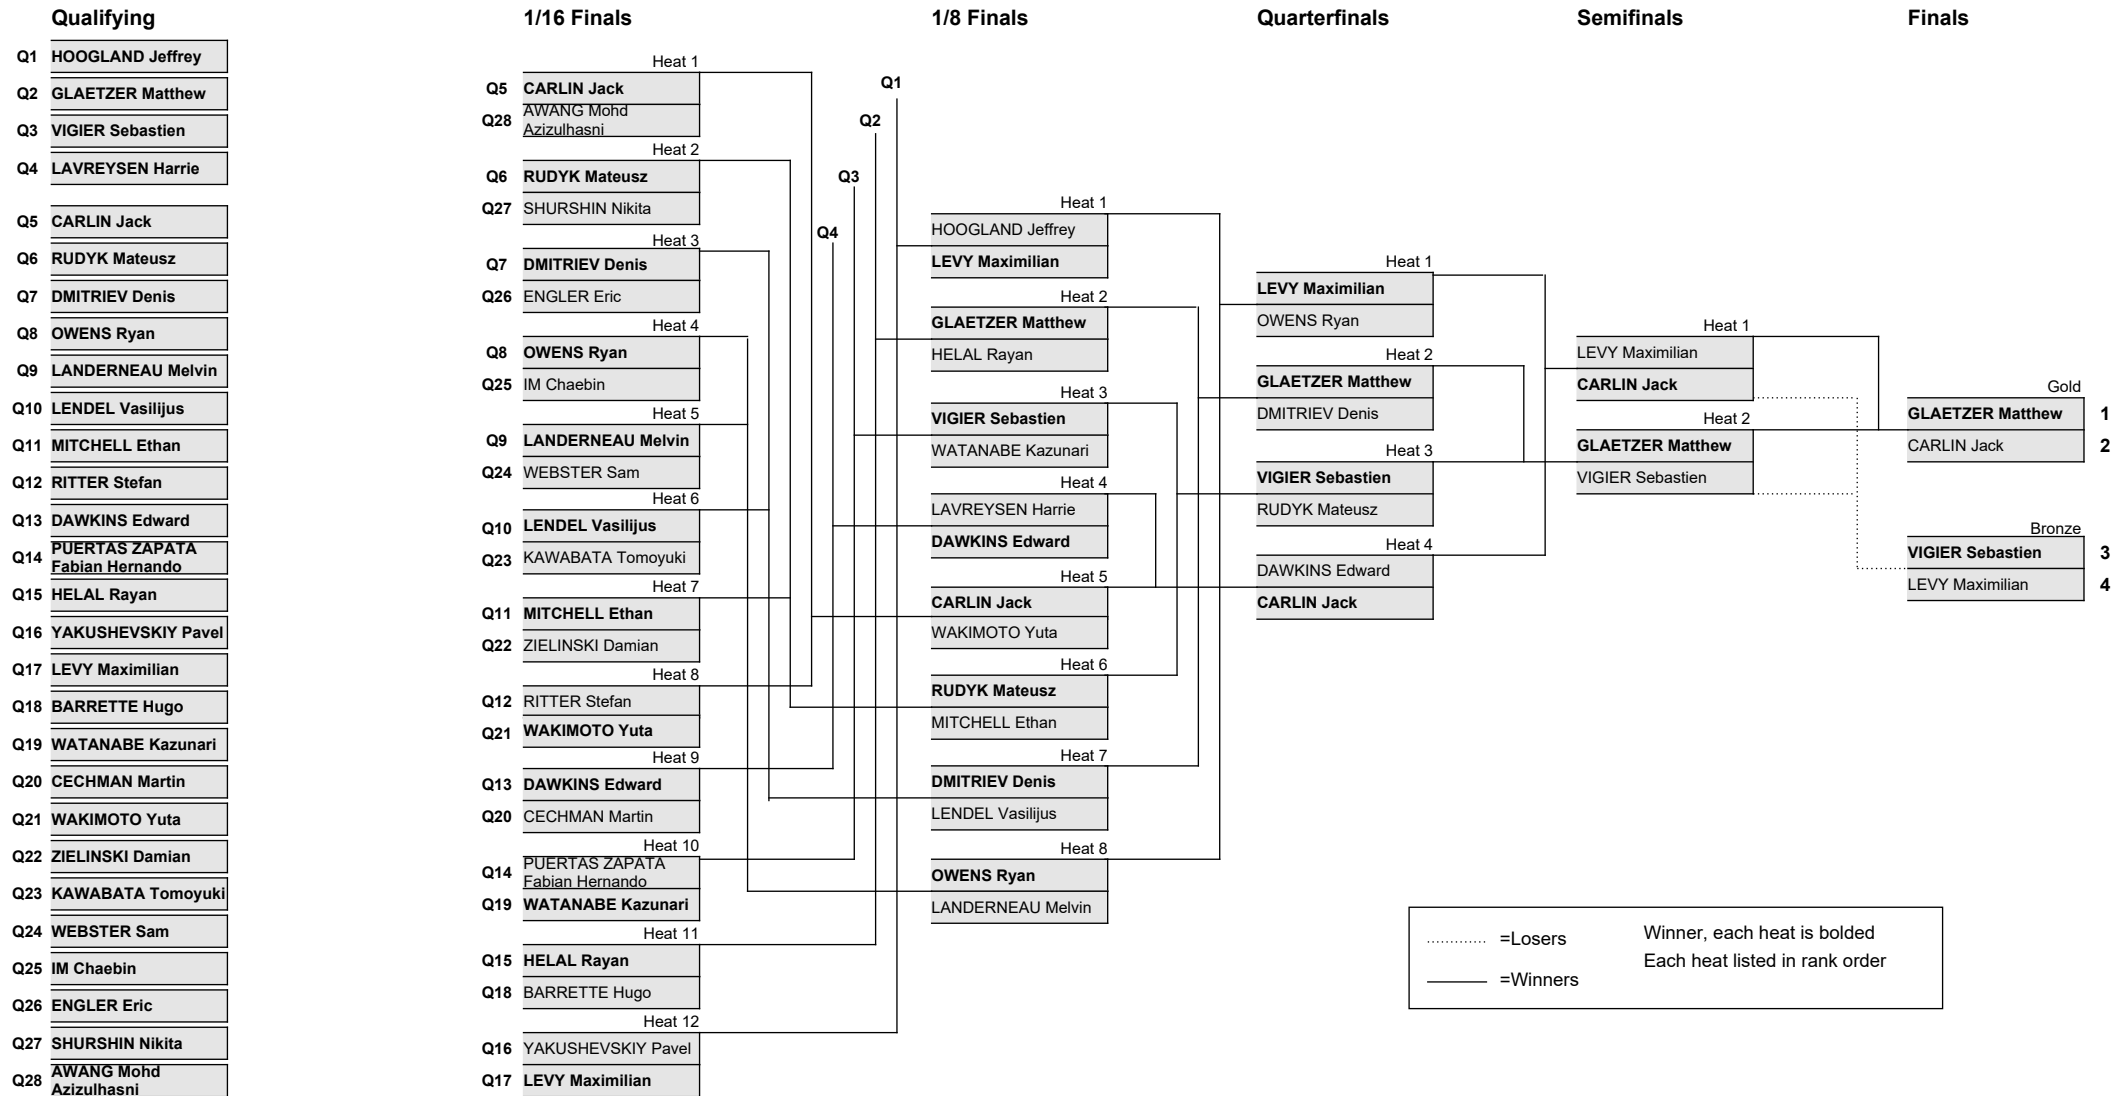 Qualifying
Q1 HOOGLAND Jeffrey
Q2 GLAETZER Matthew
Q3 VIGIER Sebastien
Q4 LAVREYSEN Harrie
Q5 CARLIN Jack
Q6 RUDYK Mateusz
Q7 DMITRIEV Denis
Q8 OWENS Ryan
Q9 LANDERNEAU Melvin
Q10 LENDEL Vasilijus
Q11 MITCHELL Ethan
Q12 RITTER Stefan
Q13 DAWKINS Edward
Q14 PUERTAS ZAPATA
Fabian Hernando
Q15 HELAL Rayan
Q16 YAKUSHEVSKIY Pavel
Q17 LEVY Maximilian
Q18 BARRETTE Hugo
Q19 WATANABE Kazunari
Q20 CECHMAN Martin
Q21 WAKIMOTO Yuta
Q22 ZIELINSKI Damian
Q23 KAWABATA Tomoyuki
Q24 WEBSTER Sam
Q25 IM Chaebin
Q26 ENGLER Eric
Q27 SHURSHIN Nikita
Q28 AWANG Mohd
Azizulhasni
1/16 Finals
Heat 1
Q5 CARLIN Jack
Q28 AWANG Mohd
Azizulhasni
Heat 2
Q6 RUDYK Mateusz
Q27 SHURSHIN Nikita
Heat 3
Q7 DMITRIEV Denis
Q26 ENGLER Eric
Heat 4
Q8 OWENS Ryan
Q25 IM Chaebin
Heat 5
Q9 LANDERNEAU Melvin
Q24 WEBSTER Sam
Heat 6
Q10 LENDEL Vasilijus
Q23 KAWABATA Tomoyuki
Heat 7
Q11 MITCHELL Ethan
Q22 ZIELINSKI Damian
Heat 8
Q12 RITTER Stefan
Q21 WAKIMOTO Yuta
Heat 9
Q13 DAWKINS Edward
Q20 CECHMAN Martin
Heat 10
Q14 PUERTAS ZAPATA
Fabian Hernando
Q19 WATANABE Kazunari
Heat 11
Q15 HELAL Rayan
Q18 BARRETTE Hugo
Heat 12
Q16 YAKUSHEVSKIY Pavel
Q17 LEVY Maximilian
1/8 Finals
Q1
Q2
Q3
Q4
Heat 1
HOOGLAND Jeffrey
LEVY Maximilian
Heat 2
GLAETZER Matthew
HELAL Rayan
Heat 3
VIGIER Sebastien
WATANABE Kazunari
Heat 4
LAVREYSEN Harrie
DAWKINS Edward
Heat 5
CARLIN Jack
WAKIMOTO Yuta
Heat 6
RUDYK Mateusz
MITCHELL Ethan
Heat 7
DMITRIEV Denis
LENDEL Vasilijus
Heat 8
OWENS Ryan
LANDERNEAU Melvin
Quarterfinals
Heat 1
LEVY Maximilian
OWENS Ryan
Heat 2
GLAETZER Matthew
DMITRIEV Denis
Heat 3
VIGIER Sebastien
RUDYK Mateusz
Heat 4
DAWKINS Edward
CARLIN Jack
Semifinals
Heat 1
LEVY Maximilian
CARLIN Jack
Heat 2
GLAETZER Matthew
VIGIER Sebastien
Finals
Gold
GLAETZER Matthew 1
CARLIN Jack 2
Bronze
VIGIER Sebastien 3
LEVY Maximilian 4
=Losers
=Winners
Winner, each heat is bolded
Each heat listed in rank order